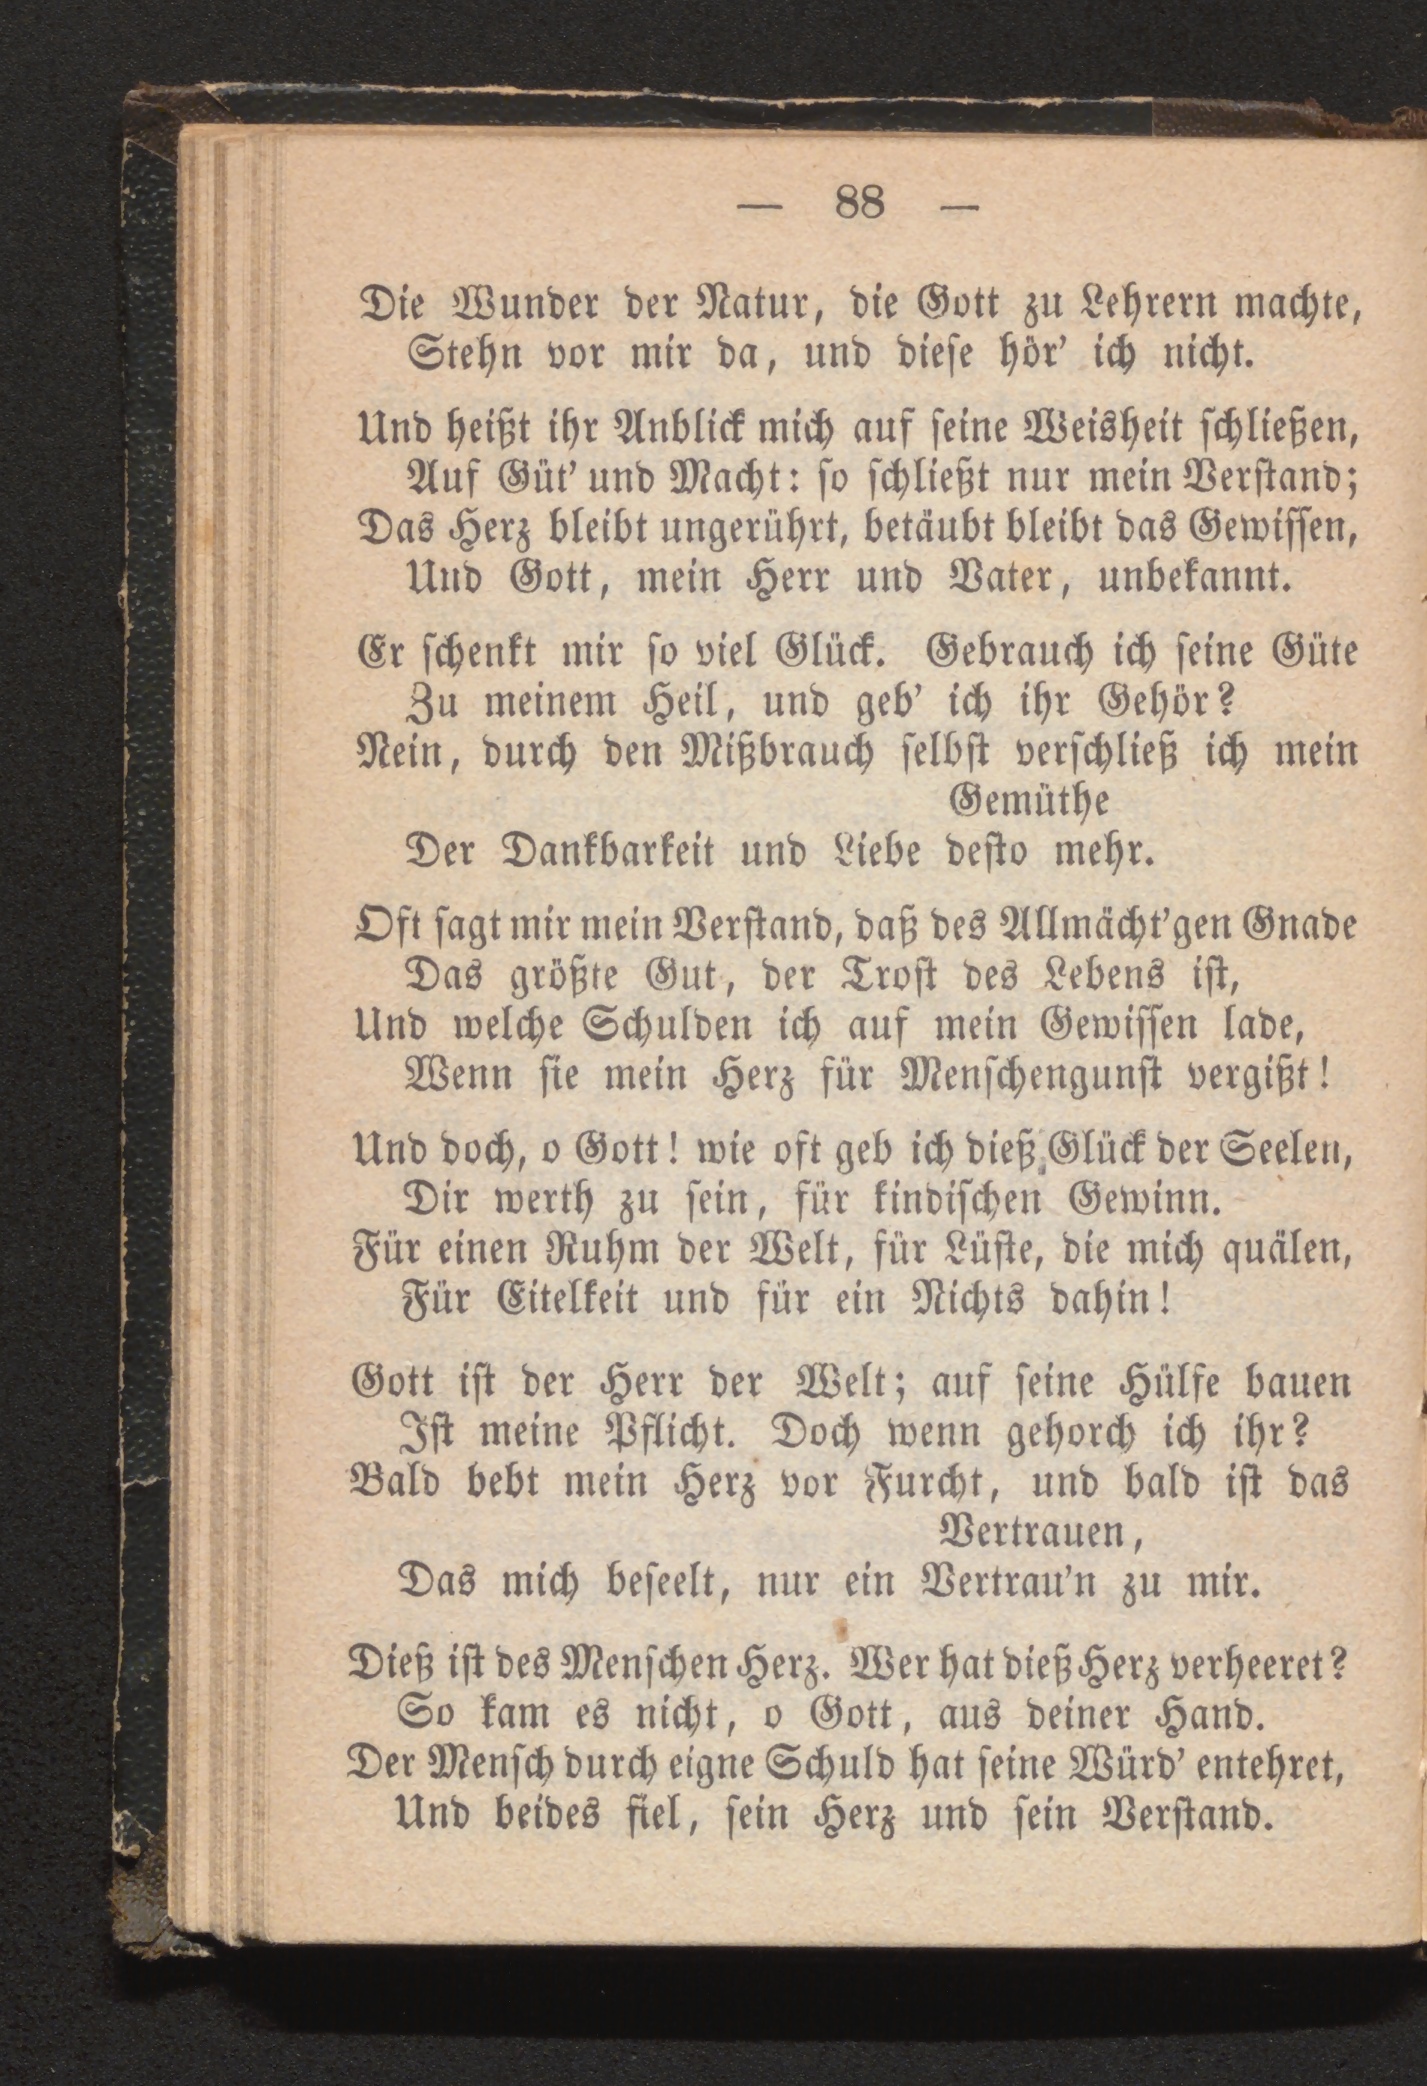 — 88 —
Die Wunder der Natur, die Gott zu Lehrern machte,
Stehn vor mir da, und dieſe hör' ich nicht.
Und heißt ihr Anblick mich auf ſeine Weisheit ſchließen,
Auf Güt' und Macht: ſo ſchließt nur mein Verſtand;
Das Herz bleibt ungerührt, betäubt bleibt das Gewiſſen,
Und Gott, mein Herr und Vater, unbekannt.
Er ſchenkt mir ſo viel Glück. Gebrauch ich ſeine Güte
Zu meinem Heil, und geb' ich ihr Gehör?
Nein, durch den Mißbrauch ſelbſt verſchließ ich mein
Gemüthe
Der Dankbarkeit und Liebe deſto mehr.
Oft ſagt mir mein Verſtand, daß des Allmächt'gen Gnade
Das größte Gut, der Troſt des Lebens iſt,
Und welche Schulden ich auf mein Gewiſſen lade,
Wenn ſie mein Herz für Menſchengunſt vergißt!
Und doch, o Gott! wie oft geb ich dieß Glück der Seelen,
Dir werth zu ſein, für kindiſchen Gewinn.
Für einen Ruhm der Welt, für Lüſte, die mich quälen,
Für Eitelkeit und für ein Nichts dahin!
Gott iſt der Herr der Welt; auf ſeine Hülfe bauen
Iſt meine Pflicht. Doch wenn gehorch ich ihr?
Bald bebt mein Herz vor Furcht, und bald iſt das
Vertrauen,
Das mich beſeelt, nur ein Vertrau'n zu mir.
Dieß iſt des Menſchen Herz. Wer hat dieß Herz verheeret?
So kam es nicht, o Gott, aus deiner Hand.
Der Menſch durch eigne Schuld hat ſeine Würd' entehret,
Und beides fiel, ſein Herz und ſein Verſtand.